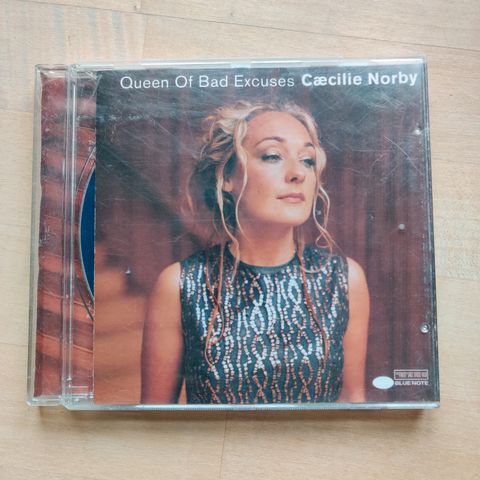 Queen Of Bad Excuses Cæcilie Norby
BLUE NOTE